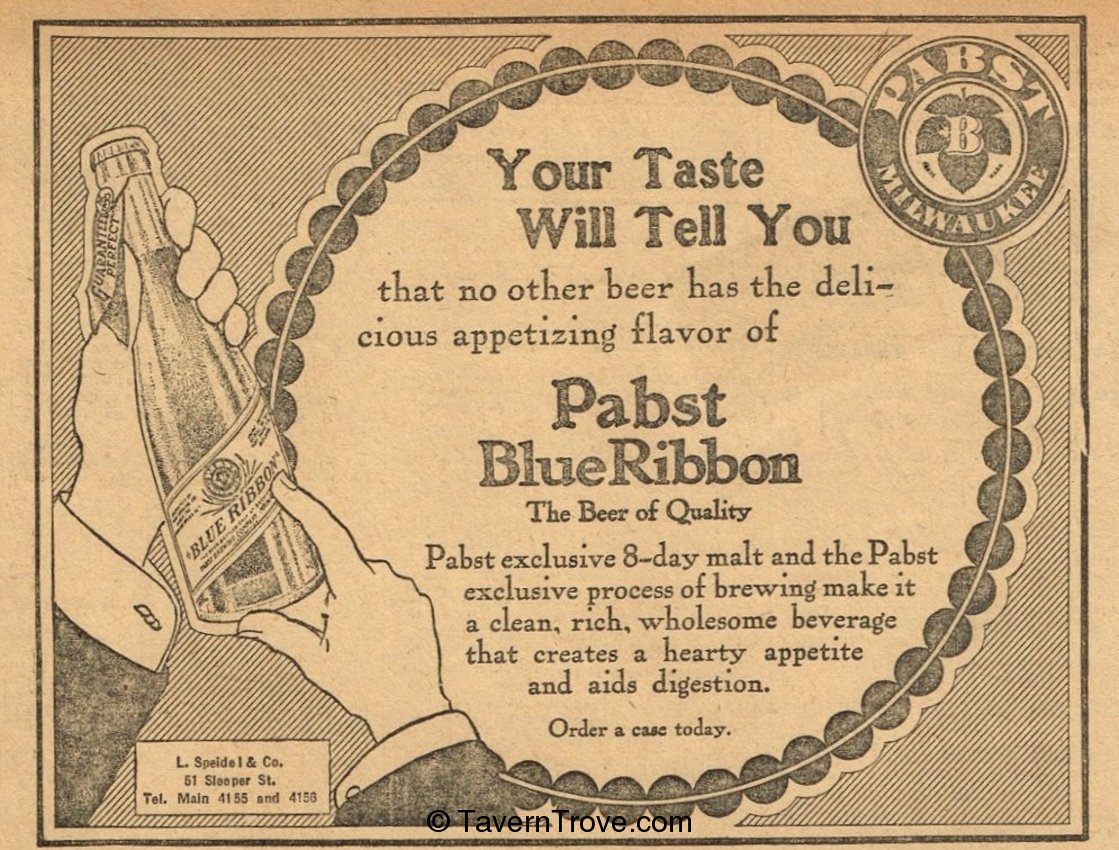 PABST
B
MILWAUKEE
Your Taste
Will Tell You
that no other beer has the deli-
cious appetizing flavor of
Pabst
BlueRibbon
The Beer of Quality
Pabst exclusive 8-day malt and the Pabst
exclusive process of brewing make it
a clean, rich, wholesome beverage
that creates a hearty appetite
and aids digestion.
Order a case today.
GUARANTEED
PERFECT
"BLUE RIBBON"
L. Speidel & Co.
51 Sleeper St.
Tel. Main 4155 and 4156
© TavernTrove.com